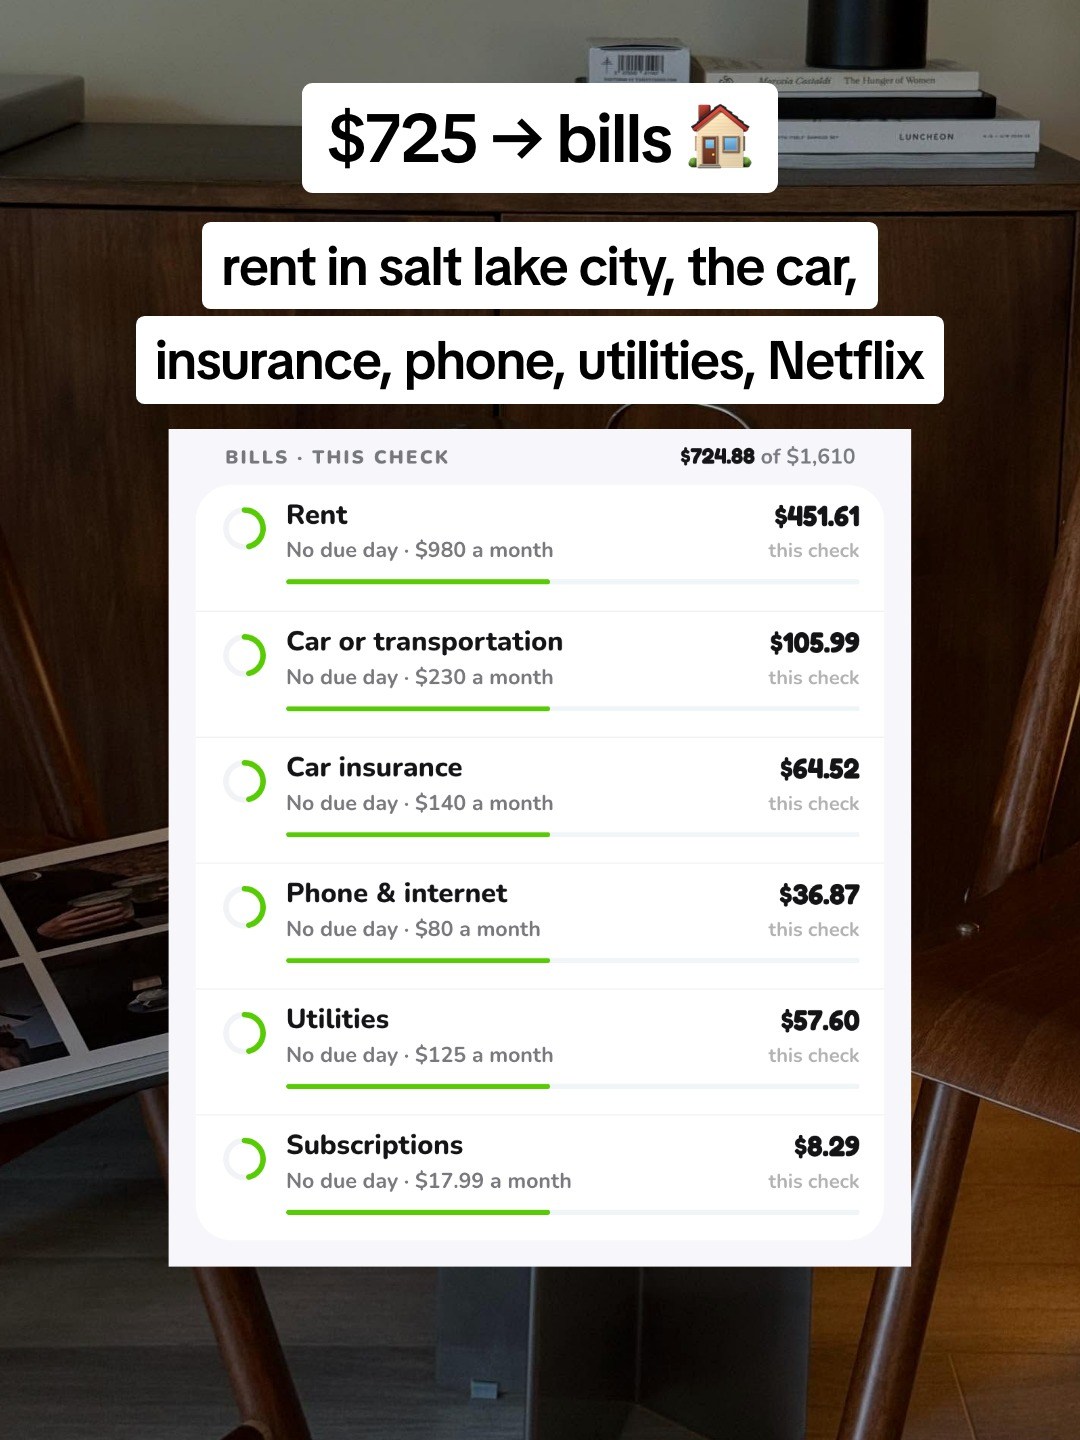 Marozia Castaldi The Hunger of Women
LUNCHEON
$725 → bills 🏠
rent in salt lake city, the car,
insurance, phone, utilities, Netflix
BILLS · THIS CHECK
$724.88 of $1,610
Rent
$451.61
No due day · $980 a month
this check
Car or transportation
$105.99
No due day · $230 a month
this check
Car insurance
$64.52
No due day · $140 a month
this check
Phone & internet
$36.87
No due day · $80 a month
this check
Utilities
$57.60
No due day · $125 a month
this check
Subscriptions
$8.29
No due day · $17.99 a month
this check